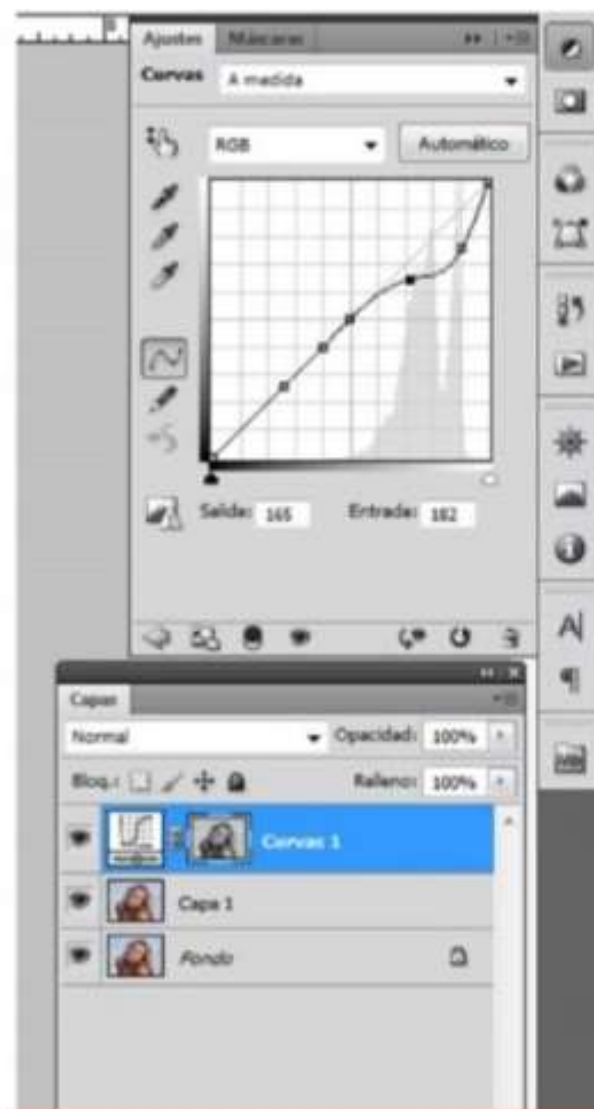 Ajustes Máscaras
Curvas A medida
RGB Automático
Salida: 165 Entrada: 182
Capas
Normal Opacidad: 100%
Bloq.: Relleno: 100%
Curvas 1
Capa 1
Fondo